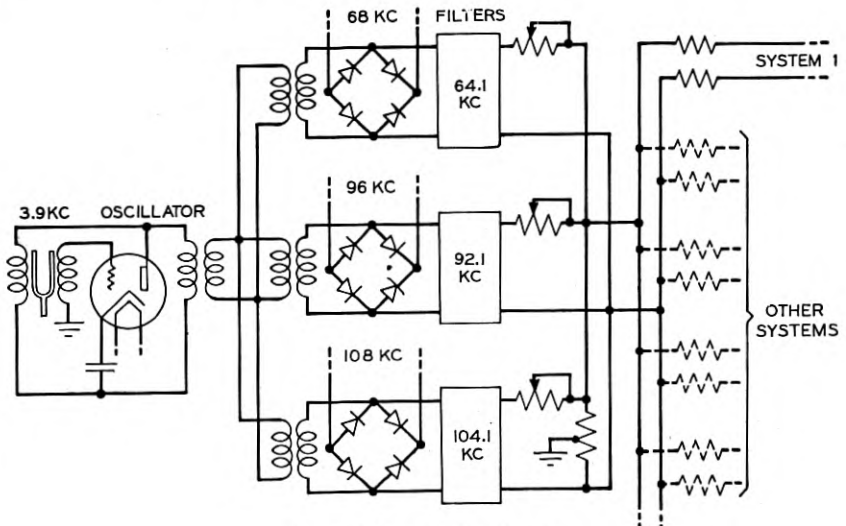 68 KC
FILTERS
64.1
KC
SYSTEM 1
3.9KC
OSCILLATOR
96 KC
92.1
KC
OTHER
SYSTEMS
108 KC
104.1
KC